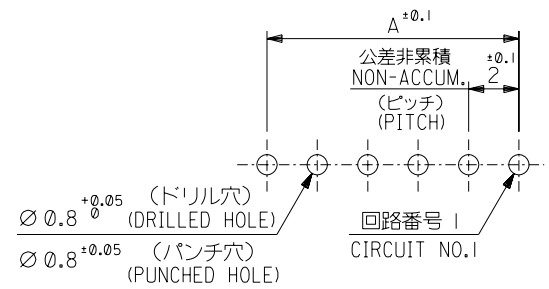 A ±0.1
公差非累積 ±0.1
NON-ACCUM. 2
(ピッチ)
(PITCH)
+0.05 (ドリル穴)
Ø 0.8 0 (DRILLED HOLE)
回路番号 1
Ø 0.8 ±0.05 (パンチ穴)
(PUNCHED HOLE)
CIRCUIT NO.1